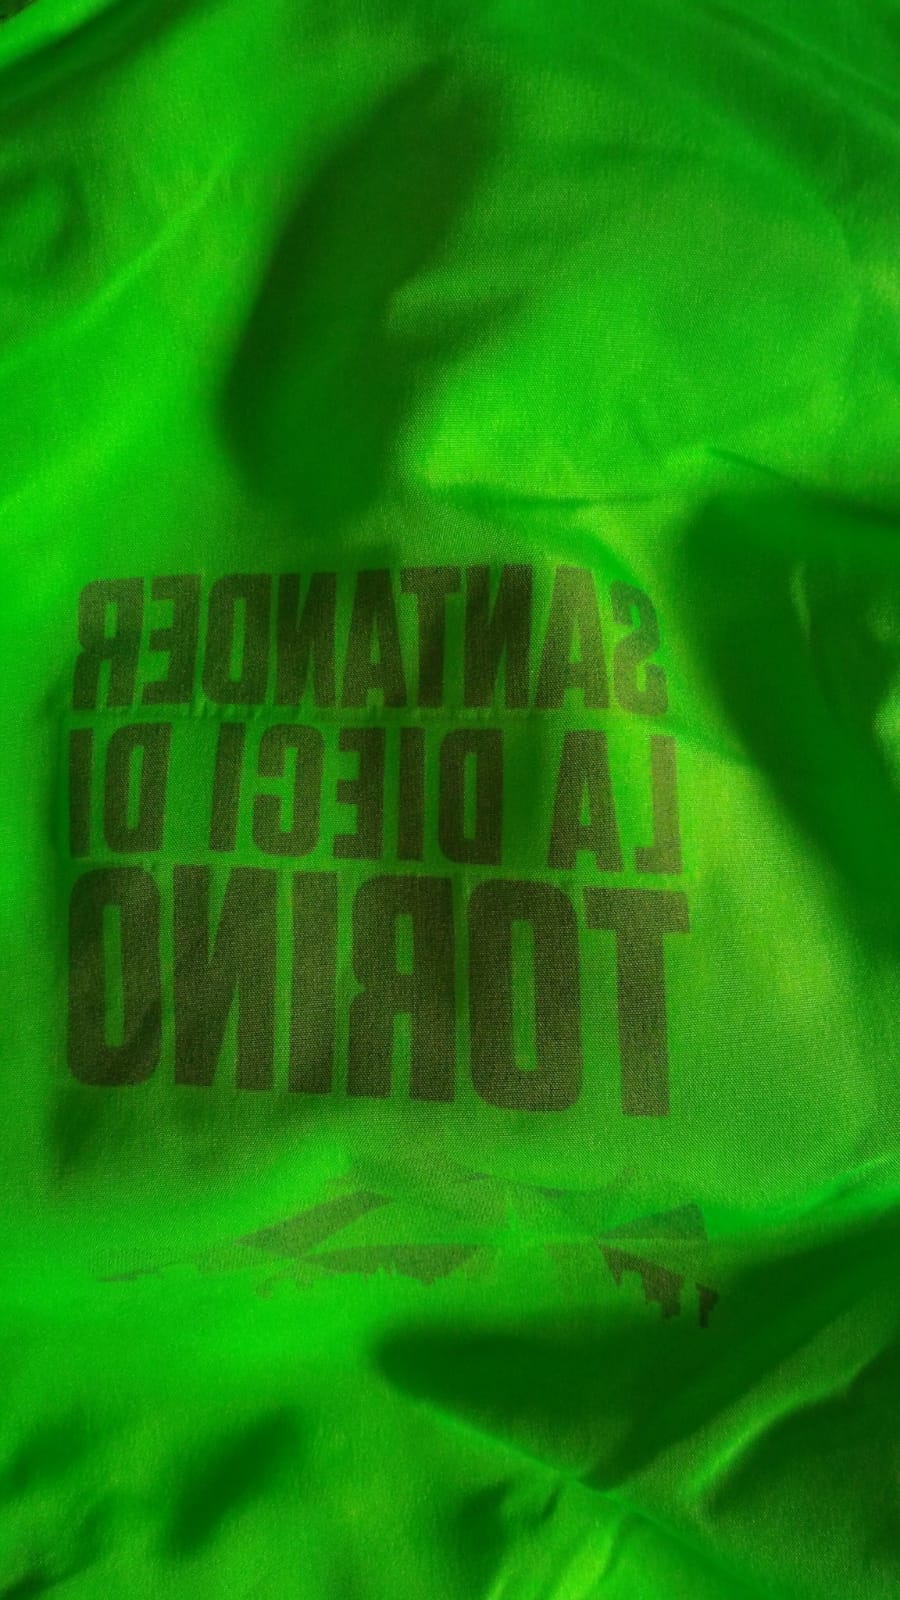 SANTANDER
LA DIECI DI
TORINO